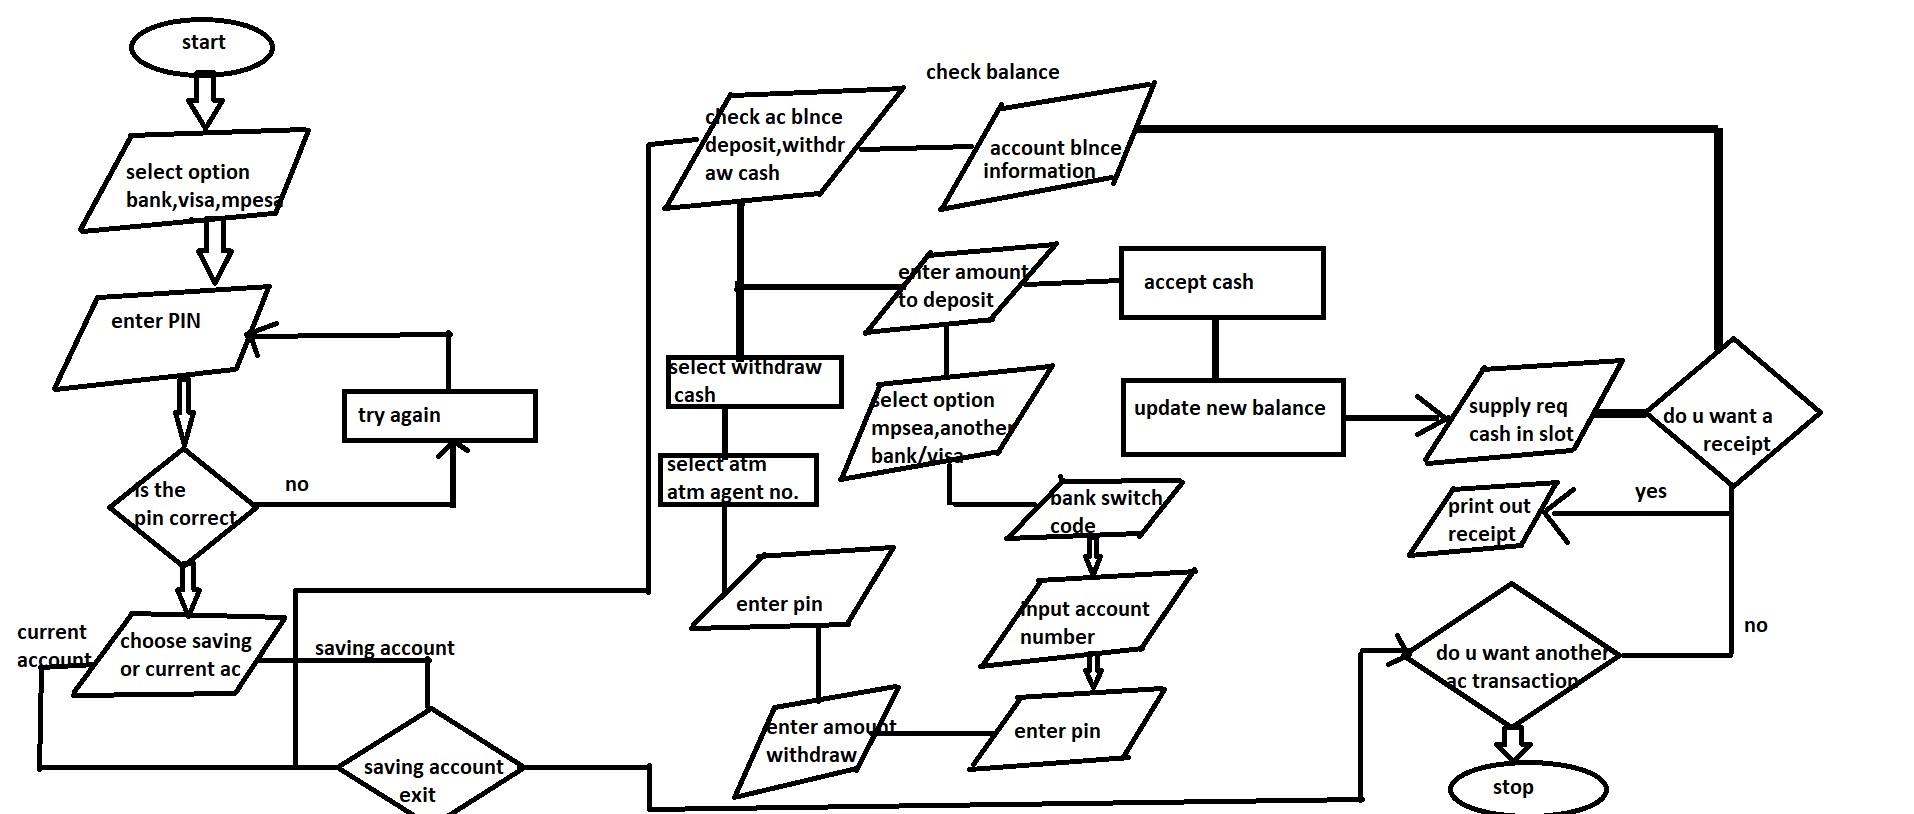 start
select option
bank,visa,mpesa
enter PIN
try again
is the
pin correct
no
choose saving
or current ac
current
account
saving account
saving account
exit
check ac blnce
deposit,withdr
aw cash
check balance
account blnce
information
enter amount
to deposit
accept cash
select withdraw
cash
select option
mpsea,another
bank/visa
update new balance
supply req
cash in slot
do u want a
receipt
select atm
atm agent no.
bank switch
code
print out
receipt
yes
enter pin
input account
number
no
do u want another
ac transaction
enter amount
withdraw
enter pin
stop